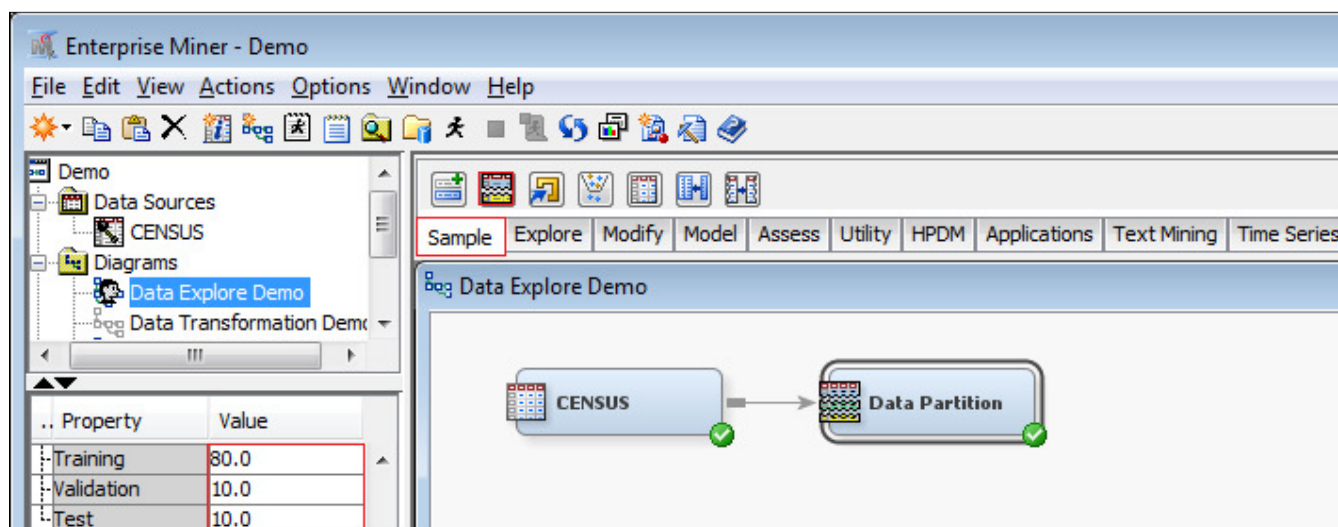 Enterprise Miner - Demo
File Edit View Actions Options Window Help
Demo
Data Sources
CENSUS
Diagrams
Data Explore Demo
Data Transformation Demo
.. Property Value
Training 80.0
Validation 10.0
Test 10.0
Sample Explore Modify Model Assess Utility HPDM Applications Text Mining Time Series
Data Explore Demo
CENSUS
Data Partition